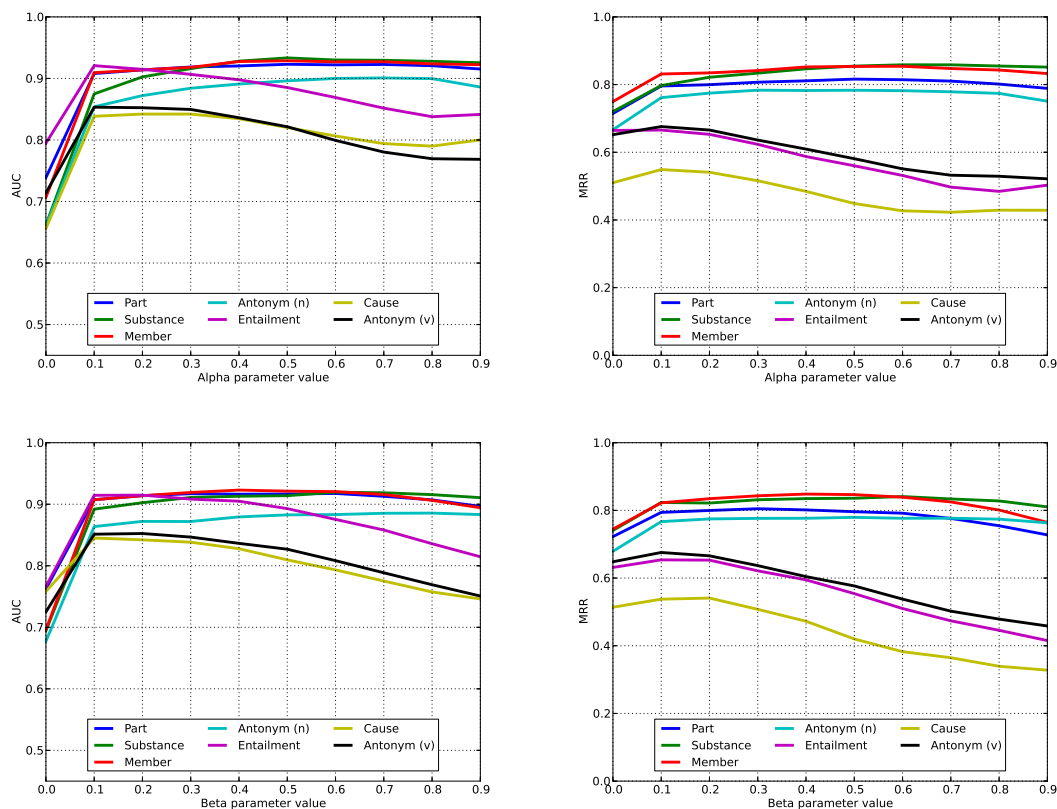 1.0
0.9
0.8
0.7
0.6
0.5
AUC
Part
Antonym (n)
Cause
Substance
Entailment
Antonym (v)
Member
0.0 0.1 0.2 0.3 0.4 0.5 0.6 0.7 0.8 0.9
Alpha parameter value
1.0
0.8
0.6
0.4
0.2
0.0
MRR
Part
Antonym (n)
Cause
Substance
Entailment
Antonym (v)
Member
0.0 0.1 0.2 0.3 0.4 0.5 0.6 0.7 0.8 0.9
Alpha parameter value
1.0
0.9
0.8
0.7
0.6
0.5
AUC
Part
Antonym (n)
Cause
Substance
Entailment
Antonym (v)
Member
0.0 0.1 0.2 0.3 0.4 0.5 0.6 0.7 0.8 0.9
Beta parameter value
1.0
0.8
0.6
0.4
0.2
0.0
MRR
Part
Antonym (n)
Cause
Substance
Entailment
Antonym (v)
Member
0.0 0.1 0.2 0.3 0.4 0.5 0.6 0.7 0.8 0.9
Beta parameter value